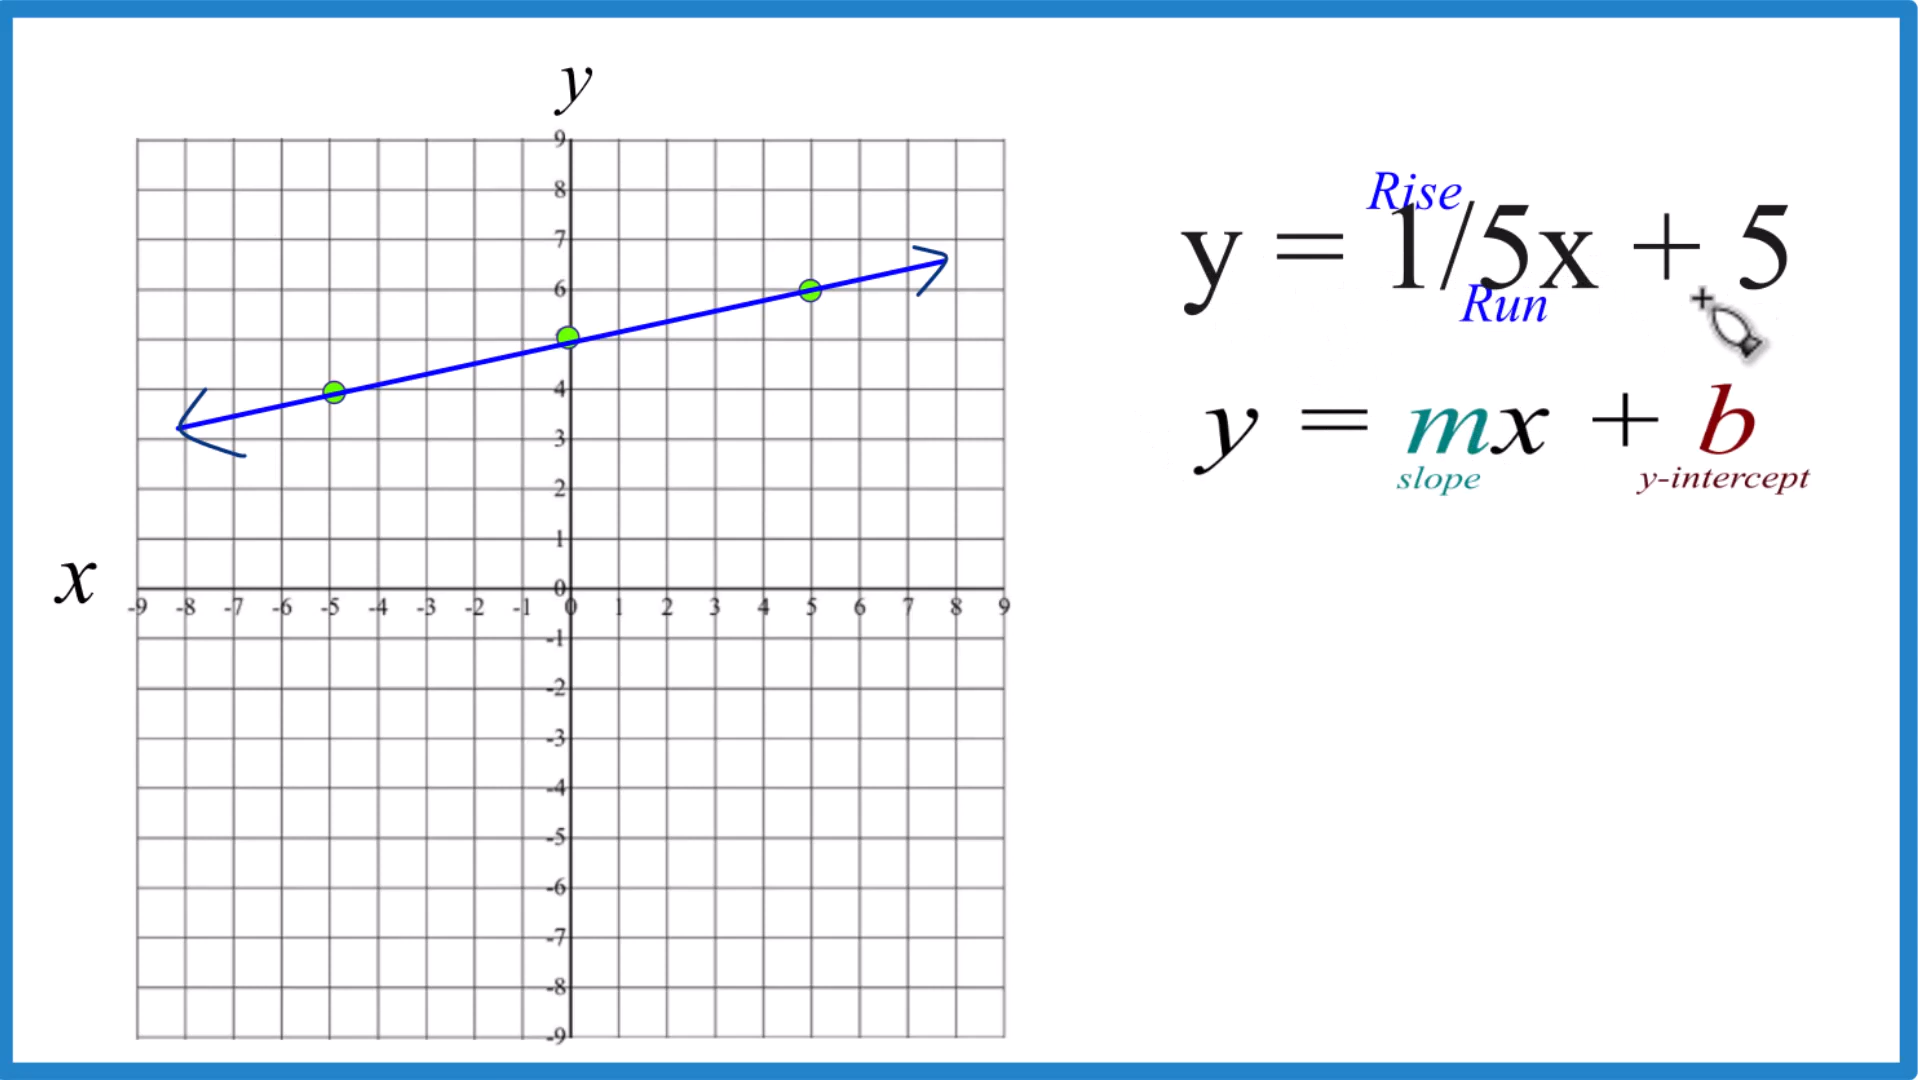 y
9
8
7
6
4
3
2
1
x
0
-9 -8 -7 -6 -5 -4 -3 -2 -1 0 1 2 3 4 5 6 7 8 9
-1
-2
-3
-4
-5
-6
-7
-8
-9
Rise
y = 1/5x + 5
Run
y = mx + b
slope y-intercept